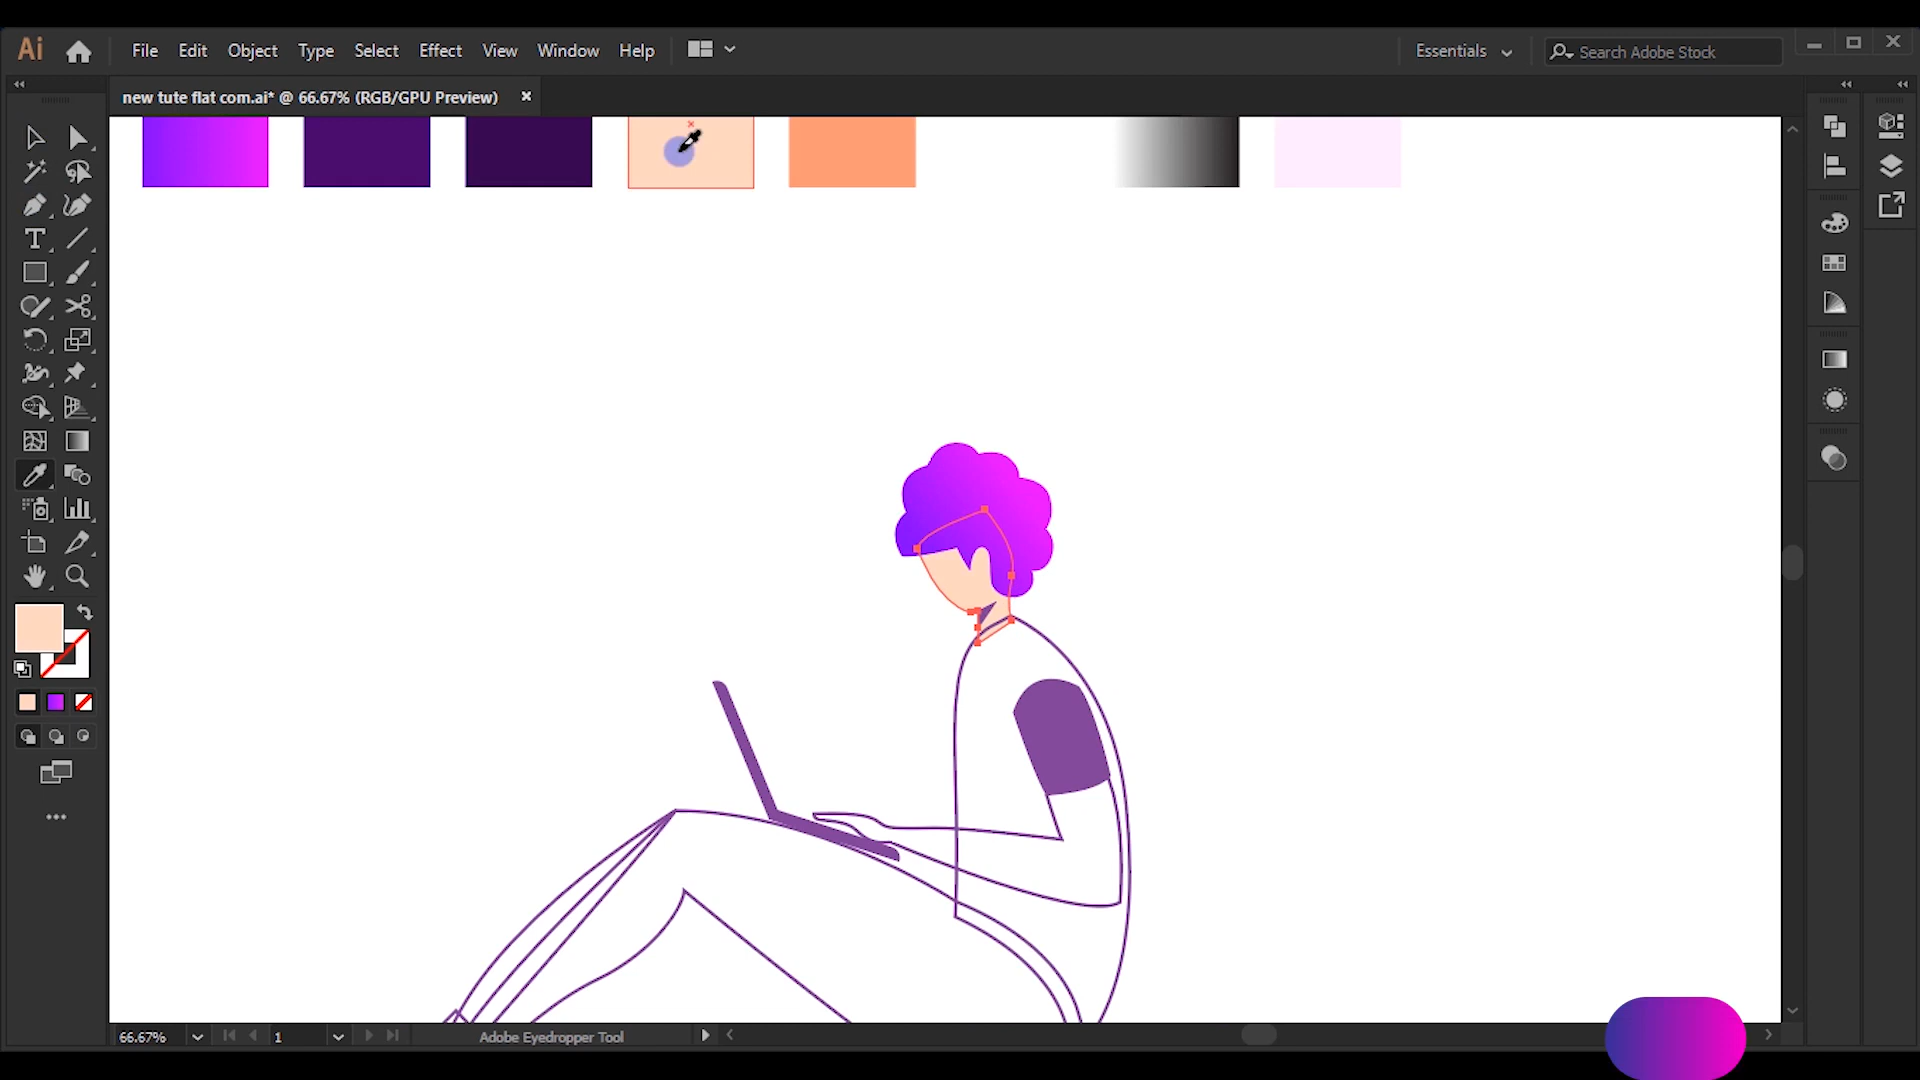 Ai File Edit Object Type Select Effect View Window Help Essentials Search Adobe Stock
new tute flat com.ai* @ 66.67% (RGB/GPU Preview)
T
66.67% 1 Adobe Eyedropper Tool